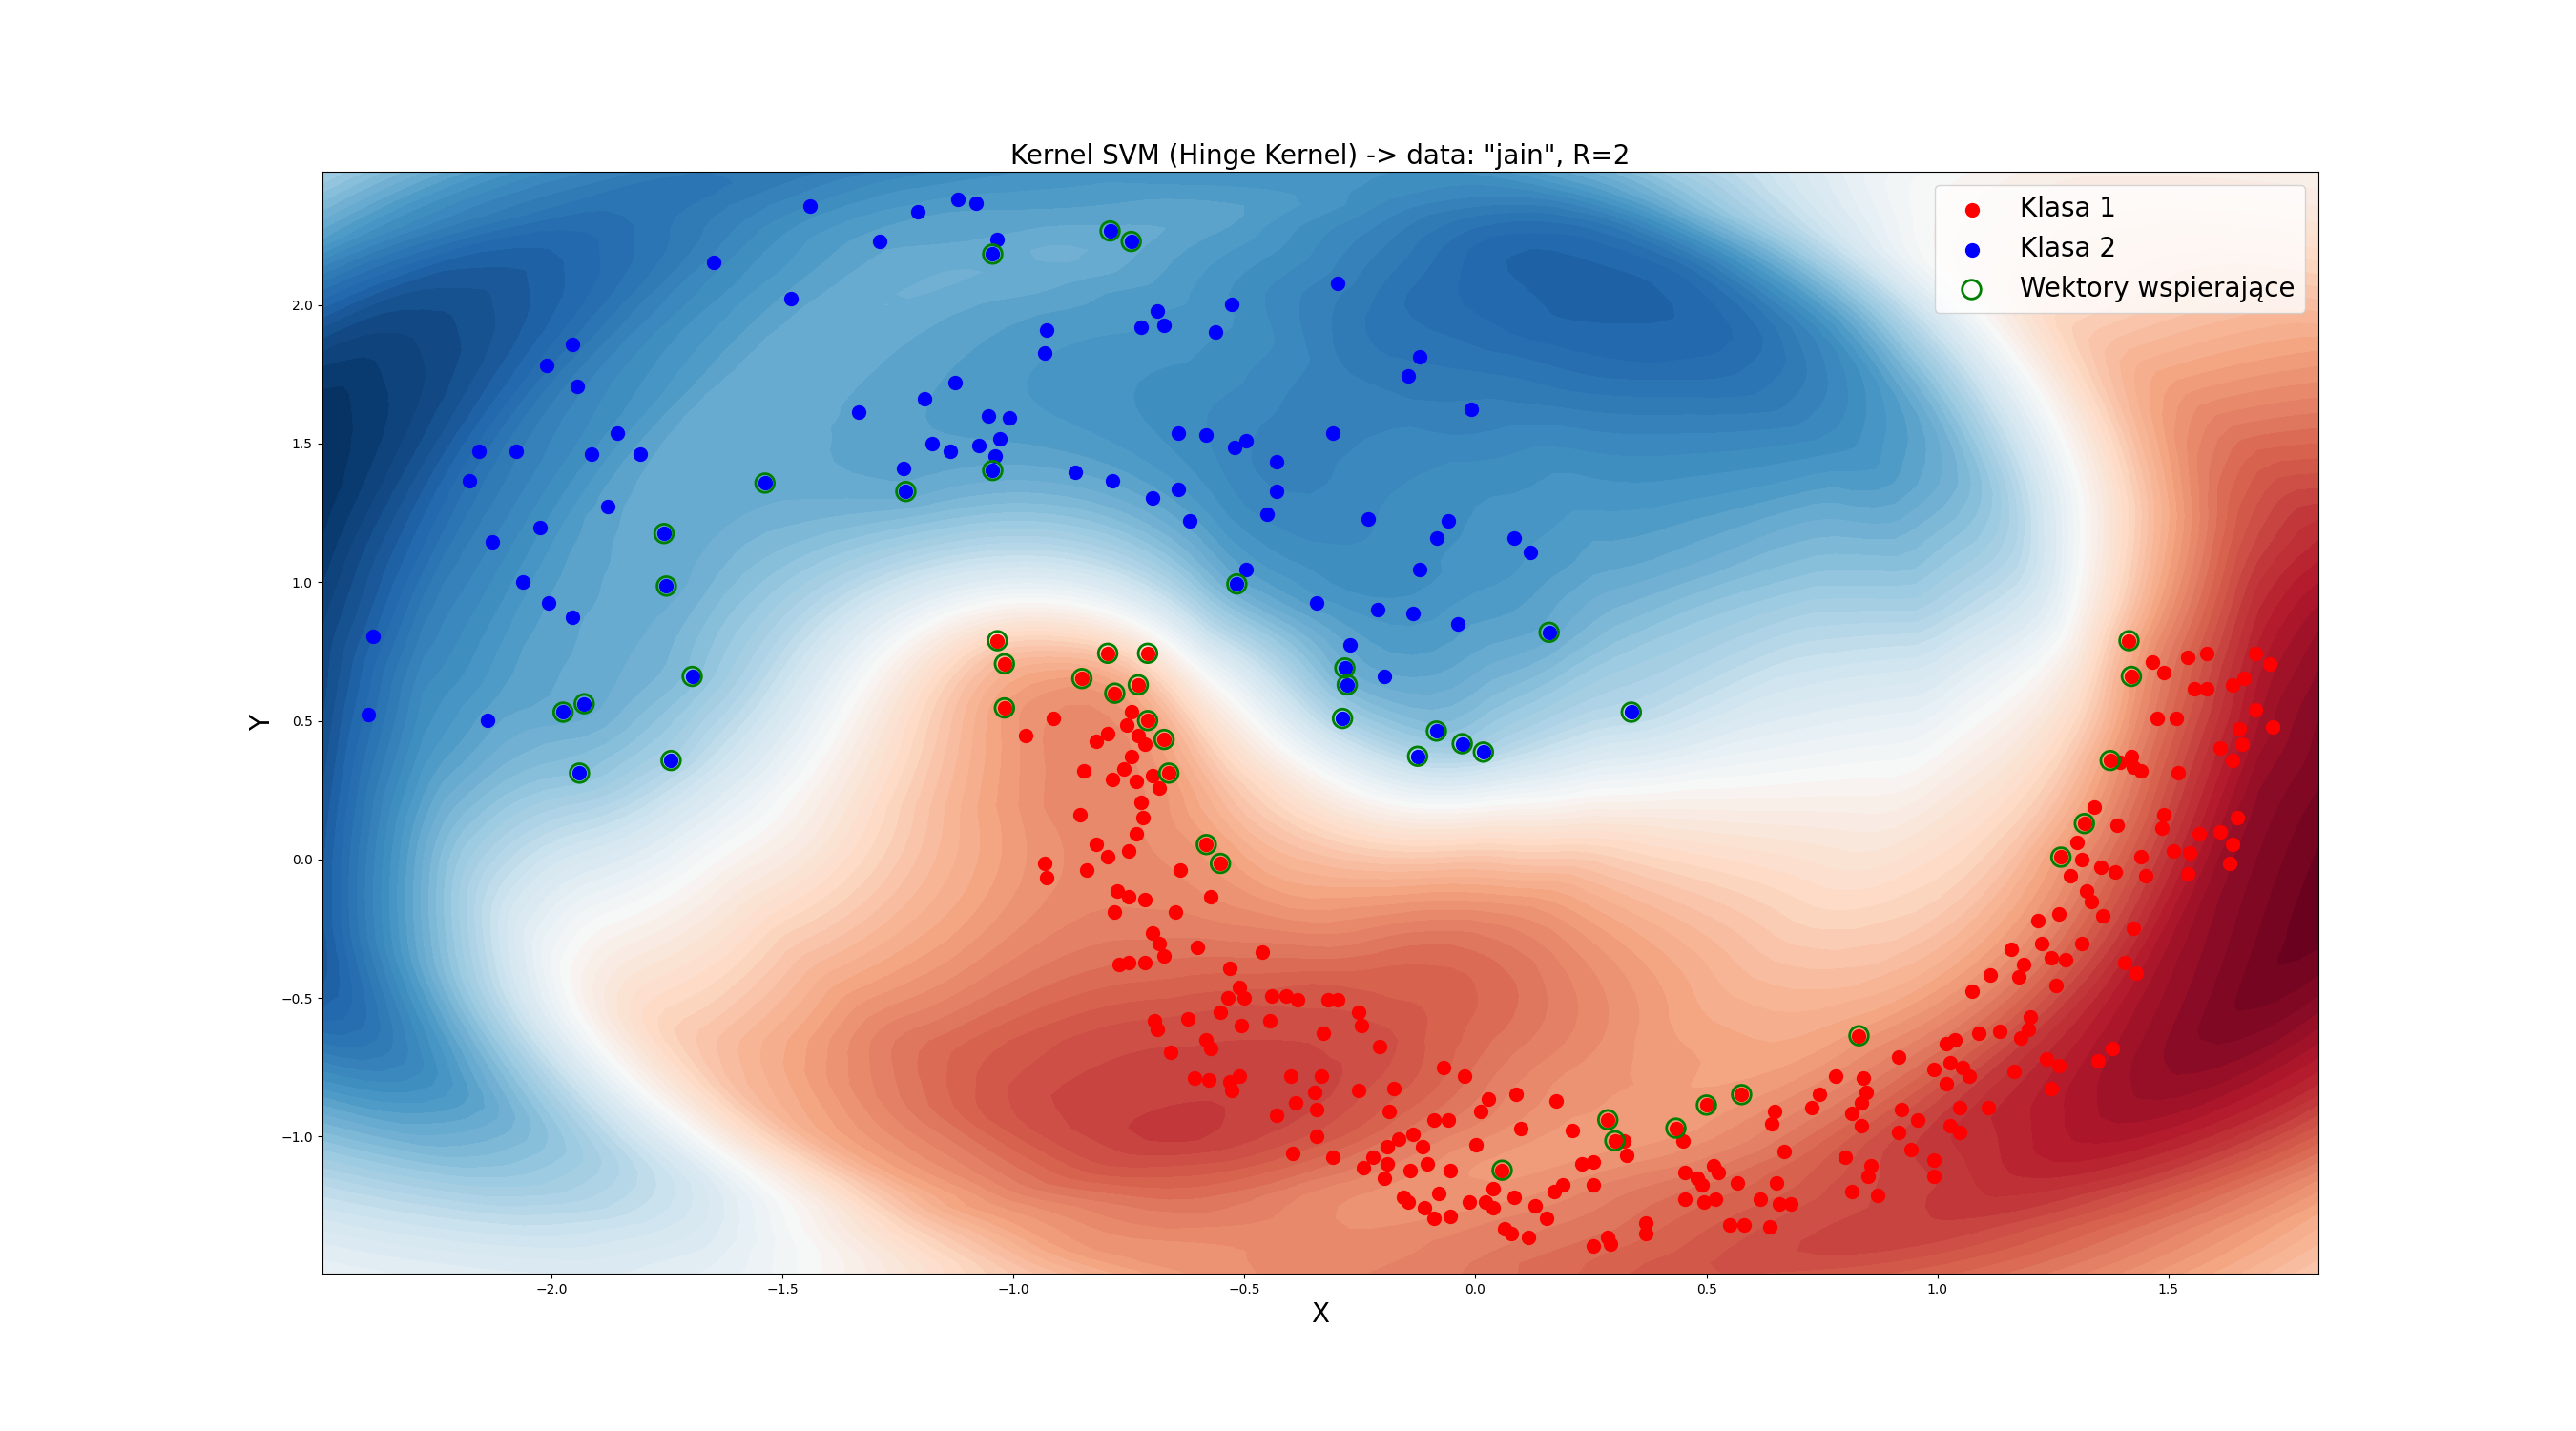 Kernel SVM (Hinge Kernel) -> data: "jain", R=2
Klasa 1
Klasa 2
Wektory wspierające
2.0
1.5
1.0
0.5
0.0
−0.5
−1.0
Y
−2.0 −1.5 −1.0 −0.5 0.0 0.5 1.0 1.5
X